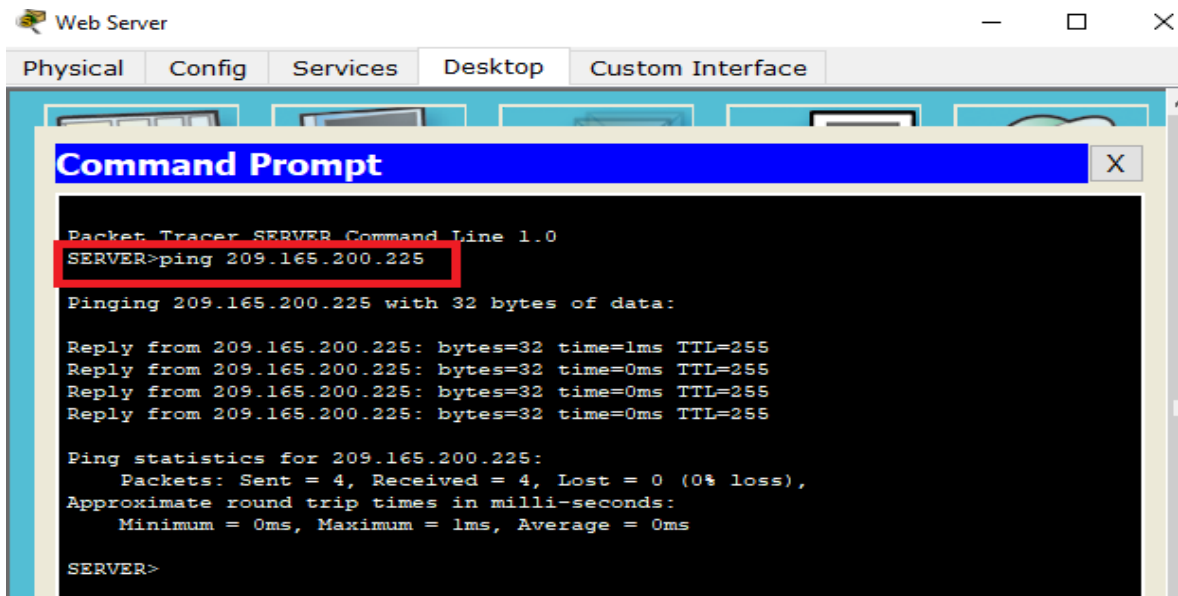 Web Server
Physical Config Services Desktop Custom Interface
Command Prompt X
Packet Tracer SERVER Command Line 1.0
SERVER>ping 209.165.200.225
Pinging 209.165.200.225 with 32 bytes of data:
Reply from 209.165.200.225: bytes=32 time=1ms TTL=255
Reply from 209.165.200.225: bytes=32 time=0ms TTL=255
Reply from 209.165.200.225: bytes=32 time=0ms TTL=255
Reply from 209.165.200.225: bytes=32 time=0ms TTL=255
Ping statistics for 209.165.200.225:
Packets: Sent = 4, Received = 4, Lost = 0 (0% loss),
Approximate round trip times in milli-seconds:
Minimum = 0ms, Maximum = 1ms, Average = 0ms
SERVER>